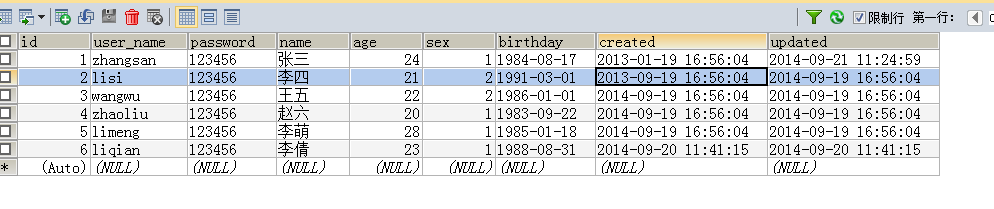 限制行 第一行:
id user_name password name age sex birthday created updated
1 zhangsan 123456 张三 24 1 1984-08-17 2013-01-19 16:56:04 2014-09-21 11:24:59
2 lisi 123456 李四 21 2 1991-03-01 2013-09-19 16:56:04 2014-09-19 16:56:04
3 wangwu 123456 王五 22 2 1986-01-01 2014-09-19 16:56:04 2014-09-19 16:56:04
4 zhaoliu 123456 赵六 20 1 1983-09-22 2014-09-19 16:56:04 2014-09-19 16:56:04
5 limeng 123456 李萌 28 1 1985-01-18 2014-09-19 16:56:04 2014-09-19 16:56:04
6 liqian 123456 李倩 23 1 1988-08-31 2014-09-20 11:41:15 2014-09-20 11:41:15
* (Auto) (NULL) (NULL) (NULL) (NULL) (NULL) (NULL) (NULL) (NULL)